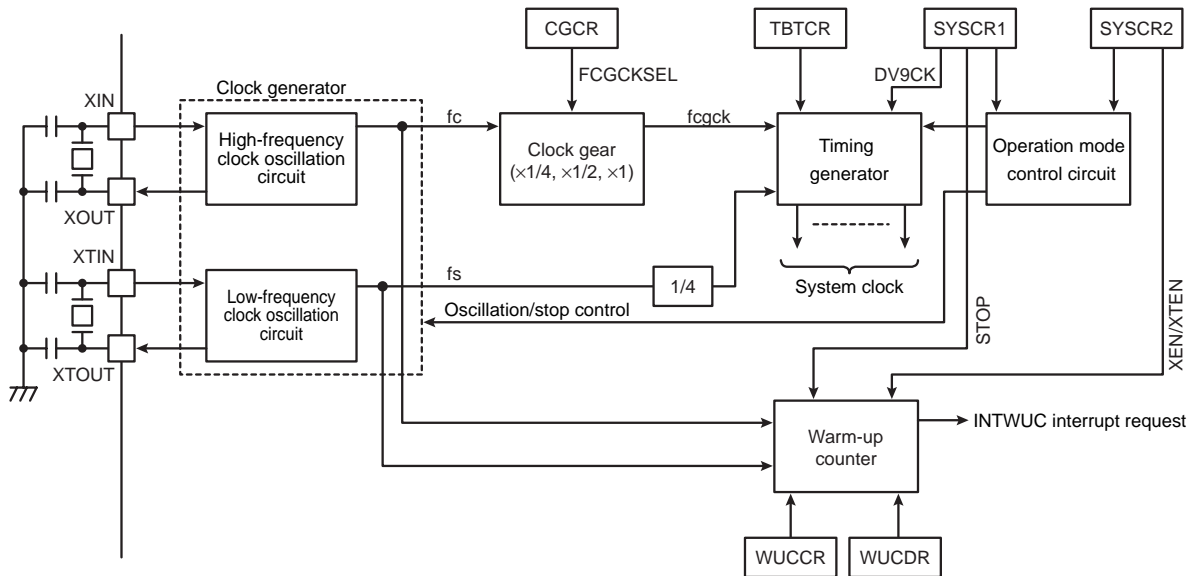 CGCR
TBTCR
SYSCR1
SYSCR2
FCGCKSEL
DV9CK
XIN
Clock generator
High-frequency
clock oscillation
circuit
fc
Clock gear
(×1/4, ×1/2, ×1)
fcgck
Timing
generator
Operation mode
control circuit
XOUT
XTIN
fs
1/4
System clock
Low-frequency
clock oscillation
circuit
Oscillation/stop control
STOP
XEN/XTEN
XTOUT
Warm-up
counter
INTWUC interrupt request
WUCCR
WUCDR